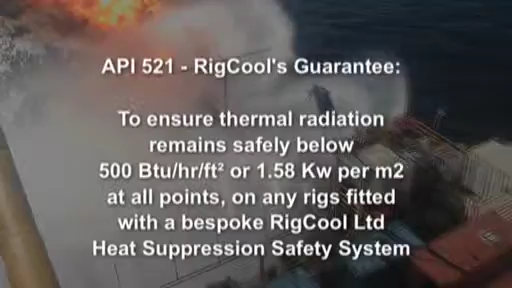 API 521 - RigCool's Guarantee:
To ensure thermal radiation
remains safely below
500 Btu/hr/ft² or 1.58 Kw per m2
at all points, on any rigs fitted
with a bespoke RigCool Ltd
Heat Suppression Safety System